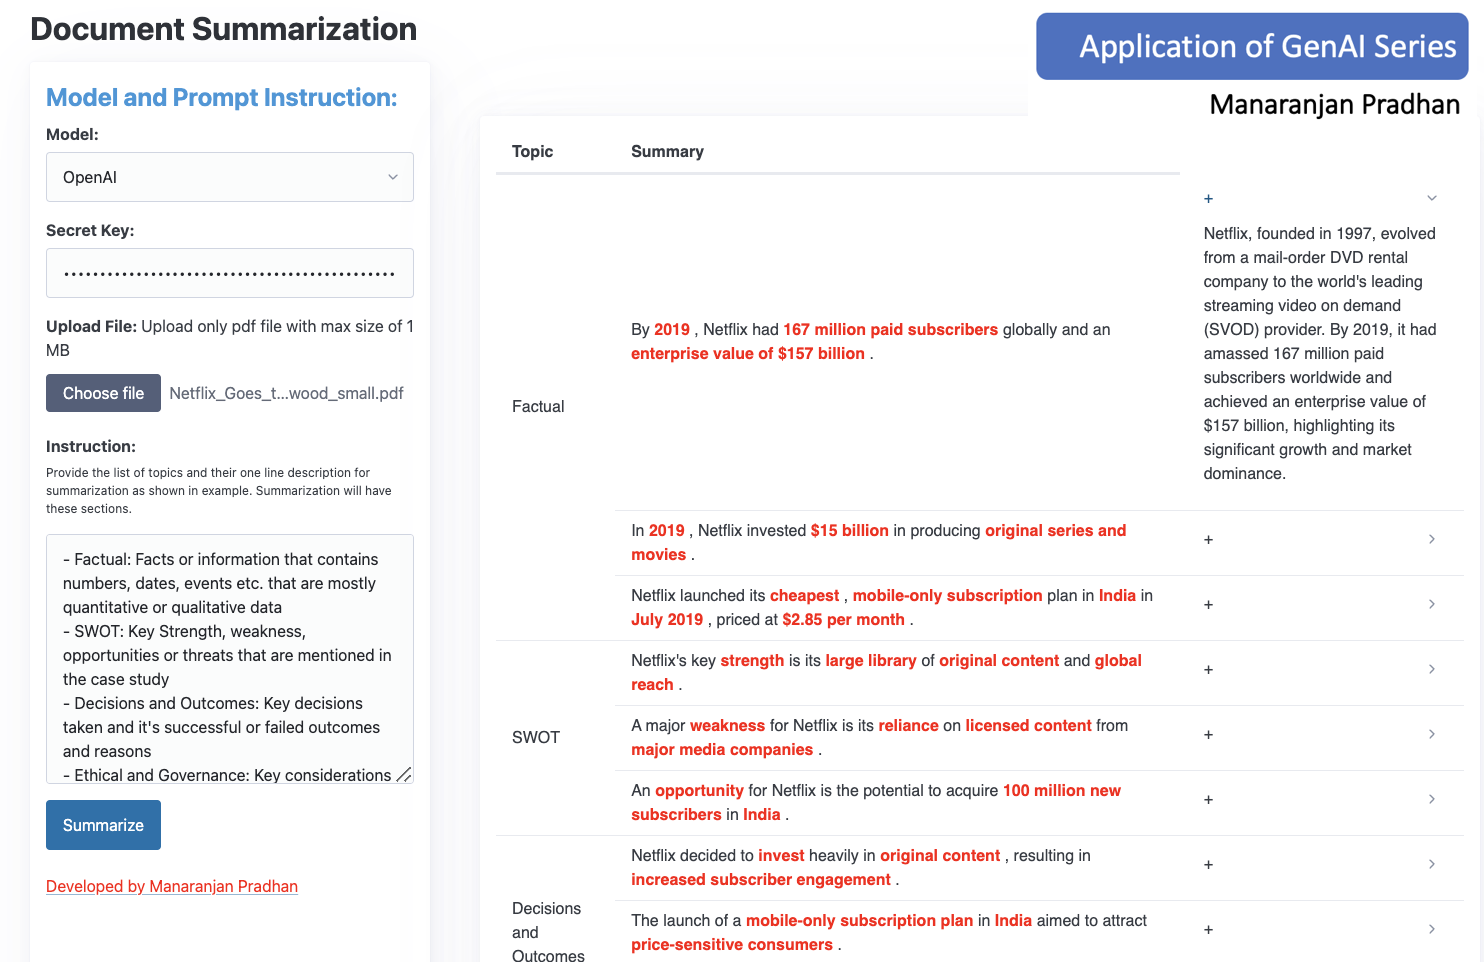 Document Summarization
Application of GenAI Series
Manaranjan Pradhan
Model and Prompt Instruction:
Model:
OpenAI
Secret Key:
••••••••••••••••••••••••••••••••••••••••••••••
Upload File: Upload only pdf file with max size of 1
MB
Choose file Netflix_Goes_t...wood_small.pdf
Instruction:
Provide the list of topics and their one line description for
summarization as shown in example. Summarization will have
these sections.
- Factual: Facts or information that contains
numbers, dates, events etc. that are mostly
quantitative or qualitative data
- SWOT: Key Strength, weakness,
opportunities or threats that are mentioned in
the case study
- Decisions and Outcomes: Key decisions
taken and it's successful or failed outcomes
and reasons
- Ethical and Governance: Key considerations
Summarize
Developed by Manaranjan Pradhan
Topic Summary
Factual
By 2019 , Netflix had 167 million paid subscribers globally and an
enterprise value of $157 billion .
+
Netflix, founded in 1997, evolved
from a mail-order DVD rental
company to the world's leading
streaming video on demand
(SVOD) provider. By 2019, it had
amassed 167 million paid
subscribers worldwide and
achieved an enterprise value of
$157 billion, highlighting its
significant growth and market
dominance.
In 2019 , Netflix invested $15 billion in producing original series and
movies .
+
Netflix launched its cheapest , mobile-only subscription plan in India in
July 2019 , priced at $2.85 per month .
+
SWOT
Netflix's key strength is its large library of original content and global
reach .
+
A major weakness for Netflix is its reliance on licensed content from
major media companies .
+
An opportunity for Netflix is the potential to acquire 100 million new
subscribers in India .
+
Decisions
and
Outcomes
Netflix decided to invest heavily in original content , resulting in
increased subscriber engagement .
+
The launch of a mobile-only subscription plan in India aimed to attract
price-sensitive consumers .
+